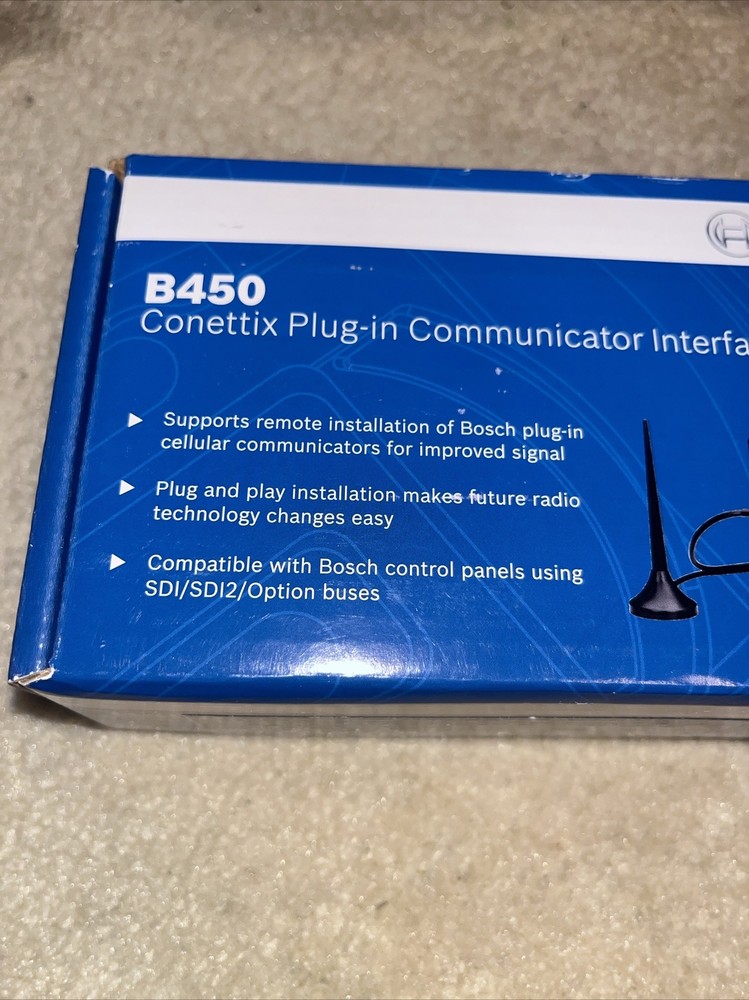 B450
Conettix Plug-in Communicator Interfa
Supports remote installation of Bosch plug-in
cellular communicators for improved signal
Plug and play installation makes future radio
technology changes easy
Compatible with Bosch control panels using
SDI/SDI2/Option buses